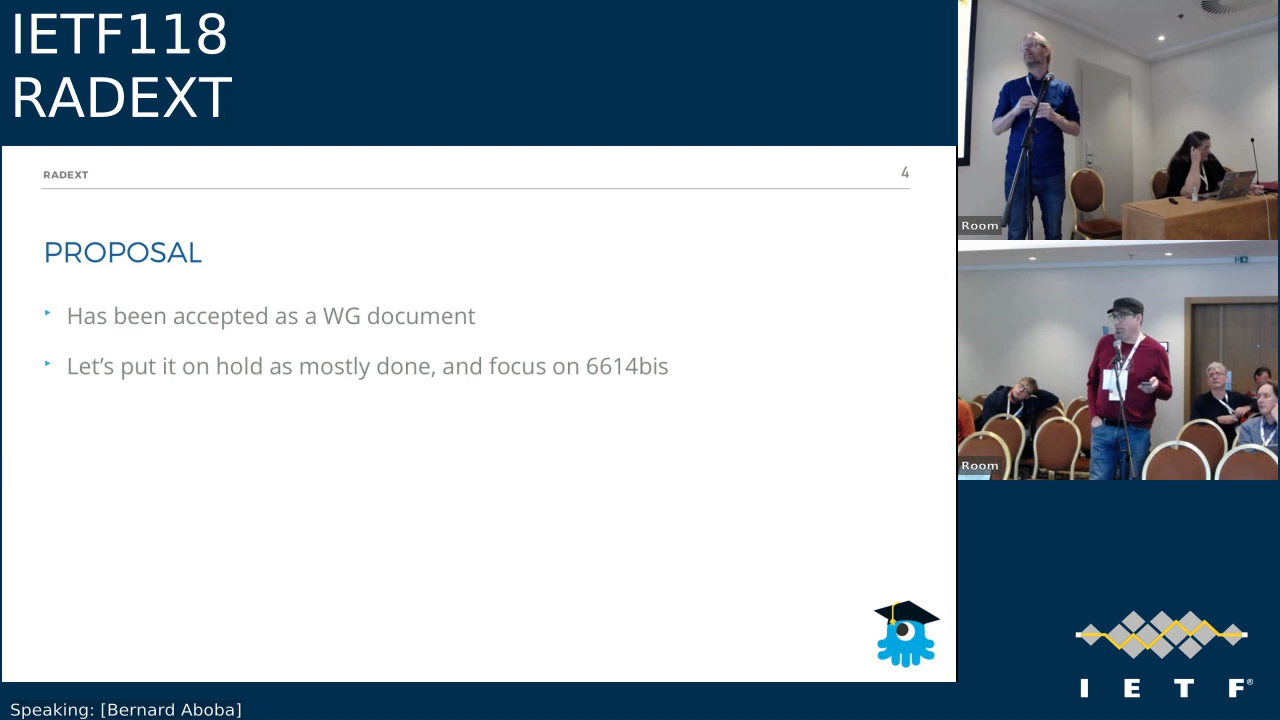 IETF118
RADEXT
RADEXT
4
PROPOSAL
Has been accepted as a WG document
Let’s put it on hold as mostly done, and focus on 6614bis
Room
Room
I E T F®
Speaking: [Bernard Aboba]